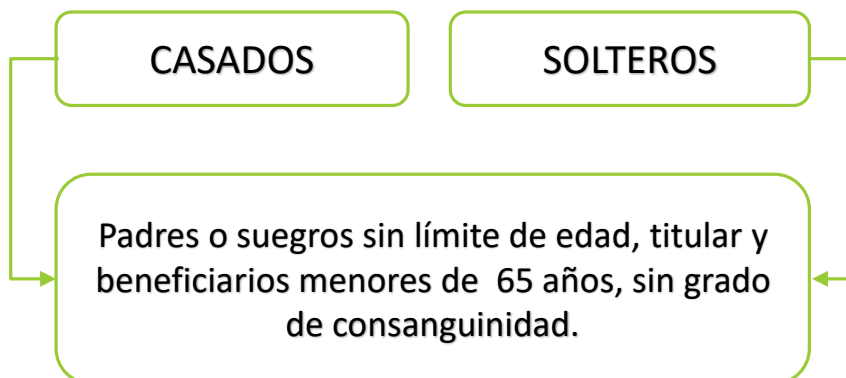 CASADOS
SOLTEROS
Padres o suegros sin límite de edad, titular y
beneficiarios menores de  65 años, sin grado
de consanguinidad.